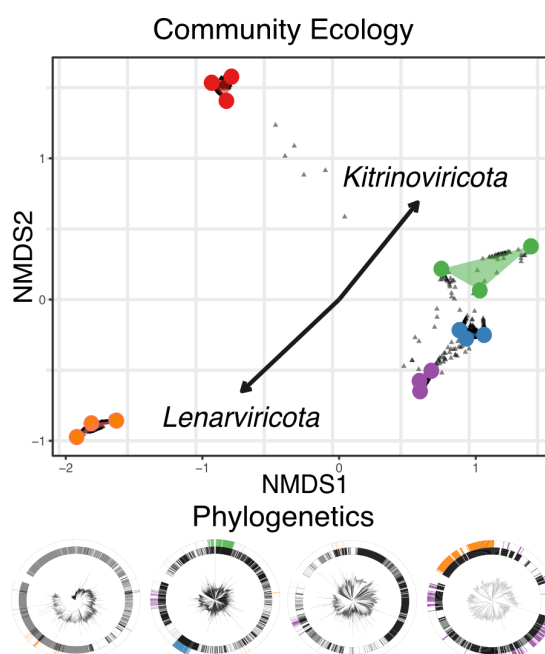 Community Ecology
NMDS2
1
0
−1
Kitrinoviricota
Lenarviricota
−2
−1
0
1
NMDS1
Phylogenetics